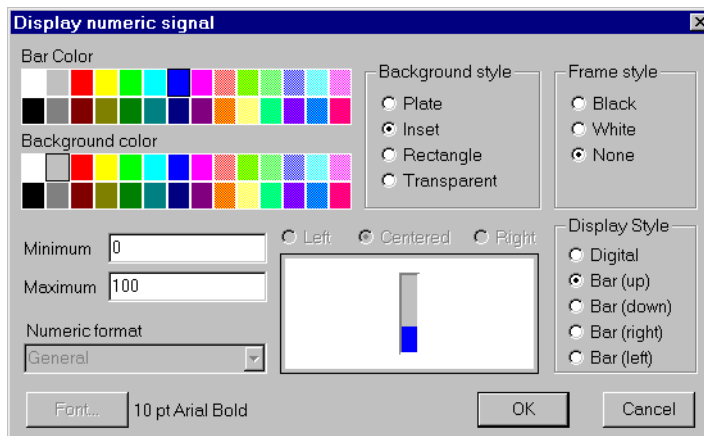 Display numeric signal
Bar Color
Background color
Background style
Plate
Inset
Rectangle
Transparent
Frame style
Black
White
None
Minimum 0
Maximum 100
Numeric format
General
Left Centered Right
Display Style
Digital
Bar (up)
Bar (down)
Bar (right)
Bar (left)
Font... 10 pt Arial Bold
OK
Cancel